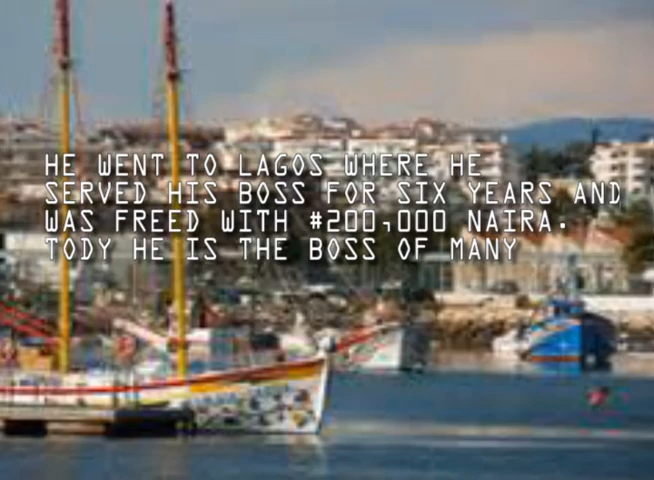 HE WENT TO LAGOS WHERE HE
SERVED HIS BOSS FOR SIX YEARS AND
WAS FREED WITH #200,000 NAIRA.
TODY HE IS THE BOSS OF MANY